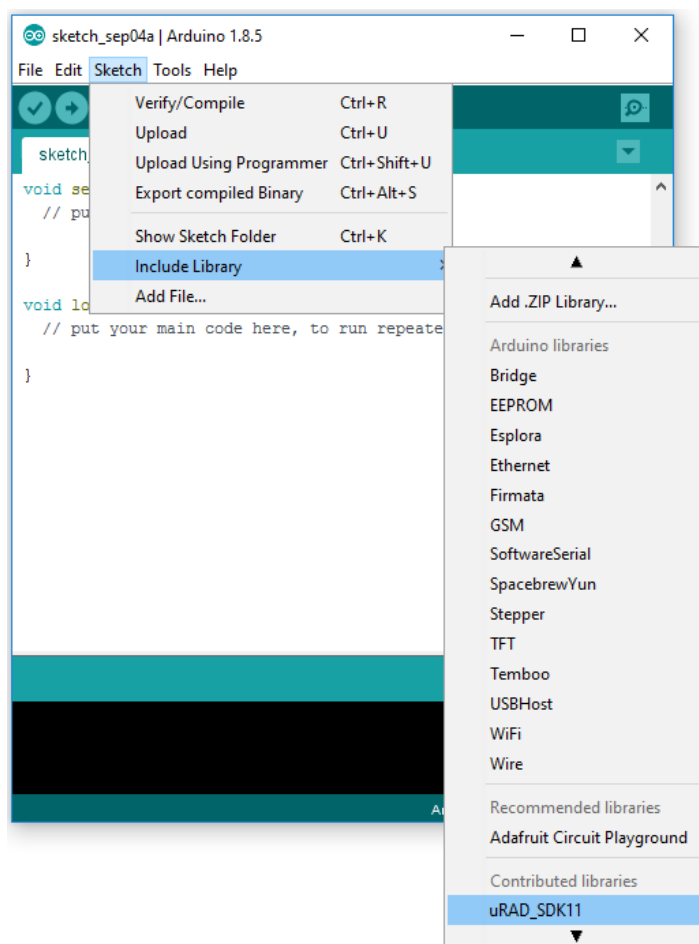 sketch_sep04a | Arduino 1.8.5
File Edit Sketch Tools Help
Verify/Compile Ctrl+R
Upload Ctrl+U
sketch_
Upload Using Programmer Ctrl+Shift+U
void se
Export compiled Binary Ctrl+Alt+S
// pu
Show Sketch Folder Ctrl+K
}
Include Library
Add File...
void lo
// put your main code here, to run repeate
}
Add .ZIP Library...
Arduino libraries
Bridge
EEPROM
Esplora
Ethernet
Firmata
GSM
SoftwareSerial
SpacebrewYun
Stepper
TFT
Temboo
USBHost
WiFi
Wire
Ar
Recommended libraries
Adafruit Circuit Playground
Contributed libraries
uRAD_SDK11